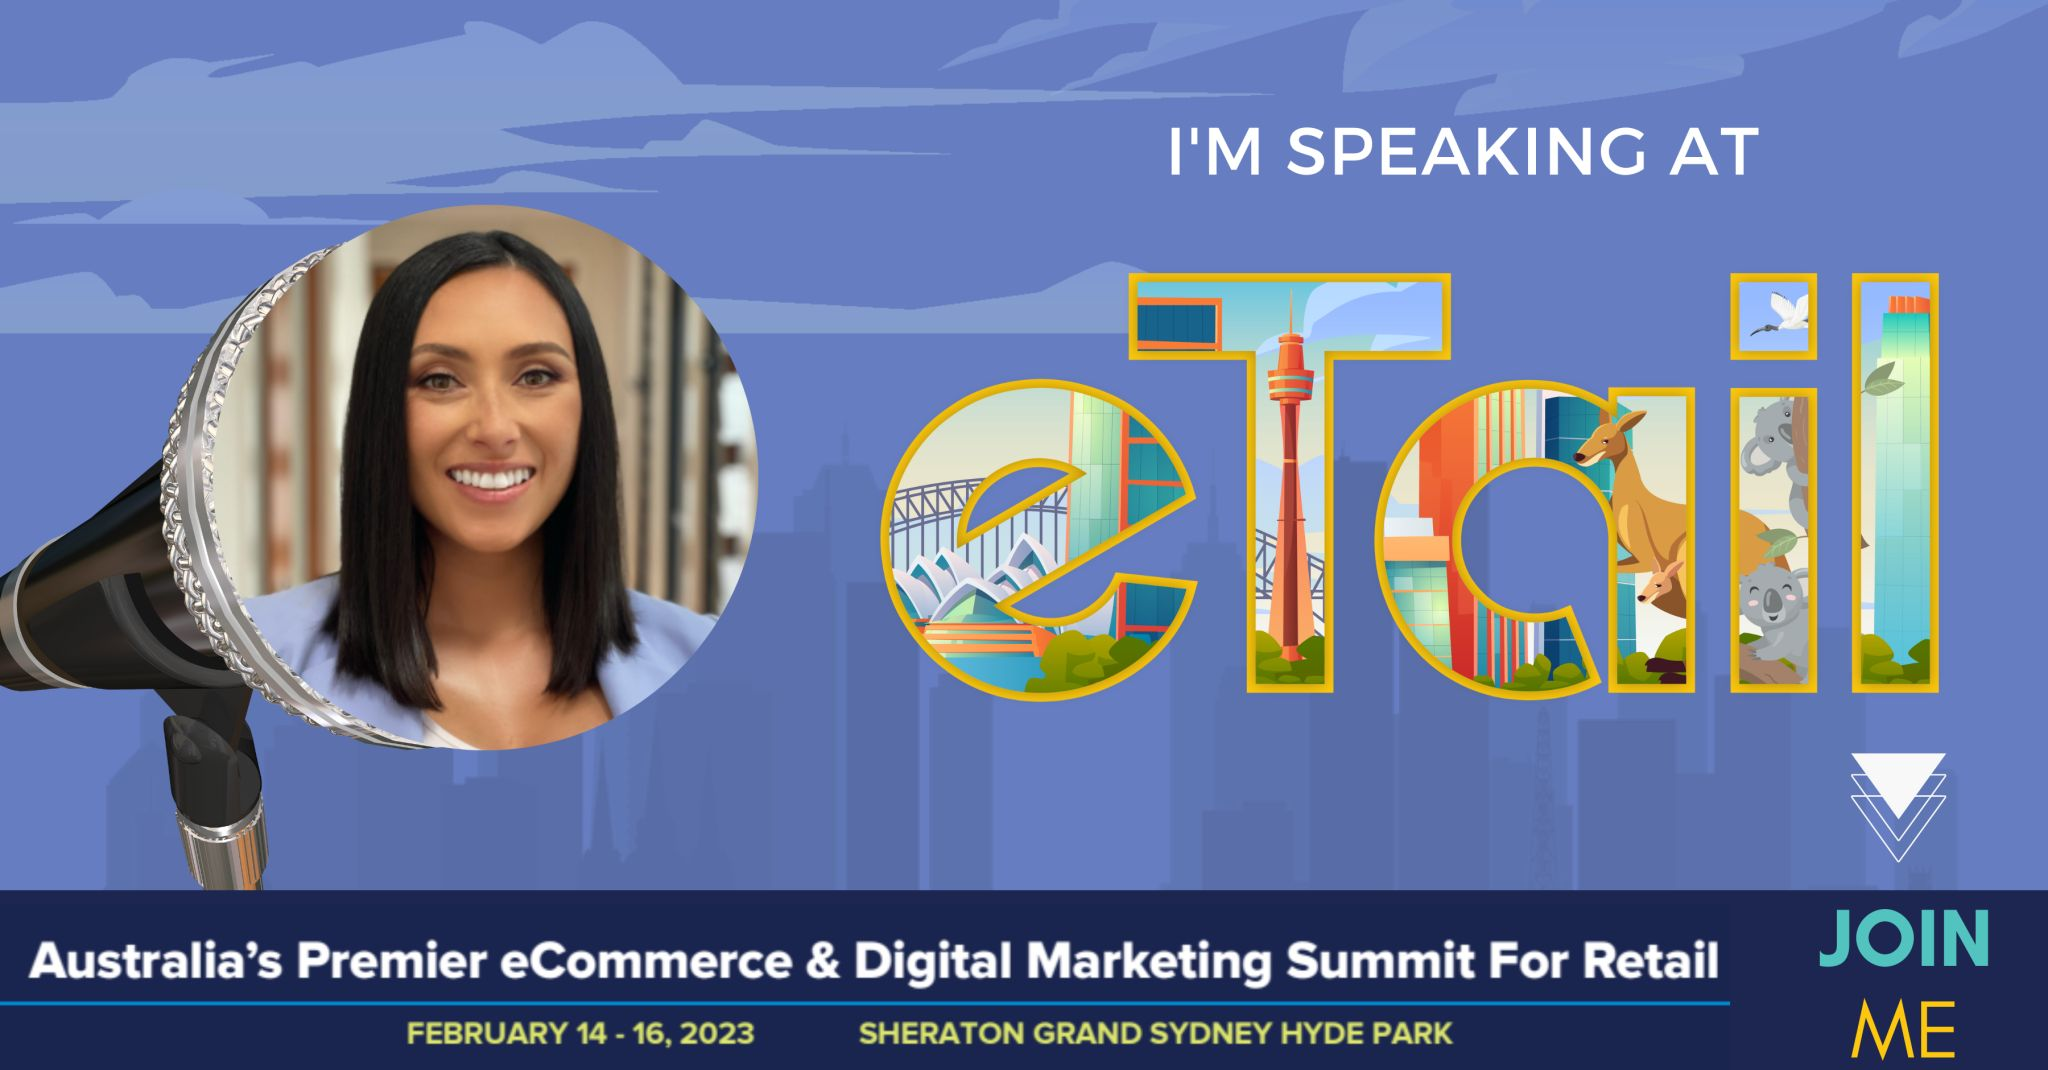 I'M SPEAKING AT
eTail
Australia's Premier eCommerce & Digital Marketing Summit For Retail
FEBRUARY 14 - 16, 2023 SHERATON GRAND SYDNEY HYDE PARK
JOIN
ME